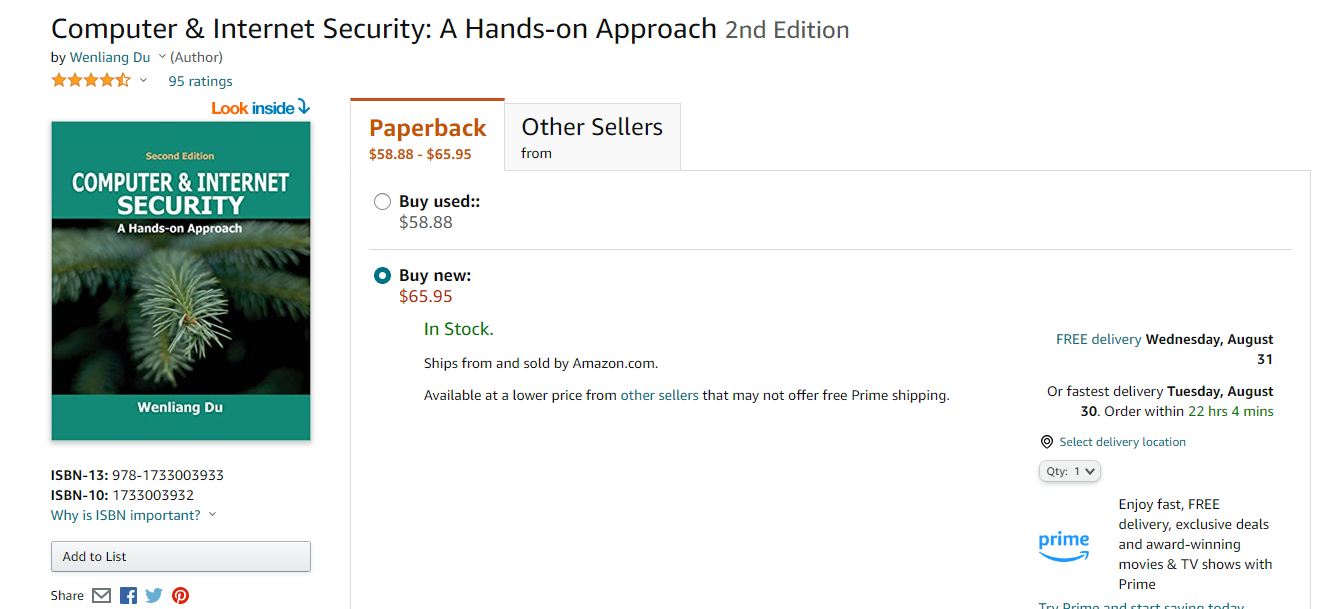 Computer & Internet Security: A Hands-on Approach 2nd Edition
by Wenliang Du (Author)
95 ratings
Look inside
Second Edition
COMPUTER & INTERNET
SECURITY
A Hands-on Approach
Wenliang Du
ISBN-13: 978-1733003933
ISBN-10: 1733003932
Why is ISBN important?
Add to List
Share
Paperback
$58.88 - $65.95
Other Sellers
from
Buy used::
$58.88
Buy new:
$65.95
In Stock.
Ships from and sold by Amazon.com.
Available at a lower price from other sellers that may not offer free Prime shipping.
FREE delivery Wednesday, August
31
Or fastest delivery Tuesday, August
30. Order within 22 hrs 4 mins
Select delivery location
Qty: 1
prime
Enjoy fast, FREE
delivery, exclusive deals
and award-winning
movies & TV shows with
Prime
Try Prime and start saving today